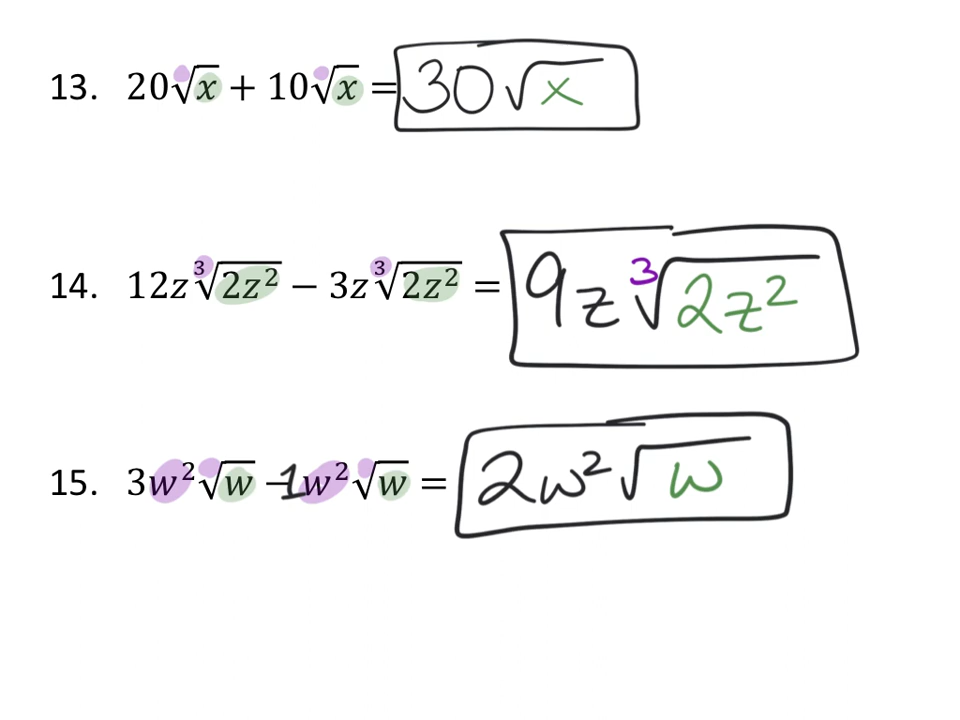 13. 20√x + 10√x = 30√x
14. 12z∛2z² − 3z∛2z² = 9z∛2z²
15. 3w²√w − 1w²√w = 2w²√w